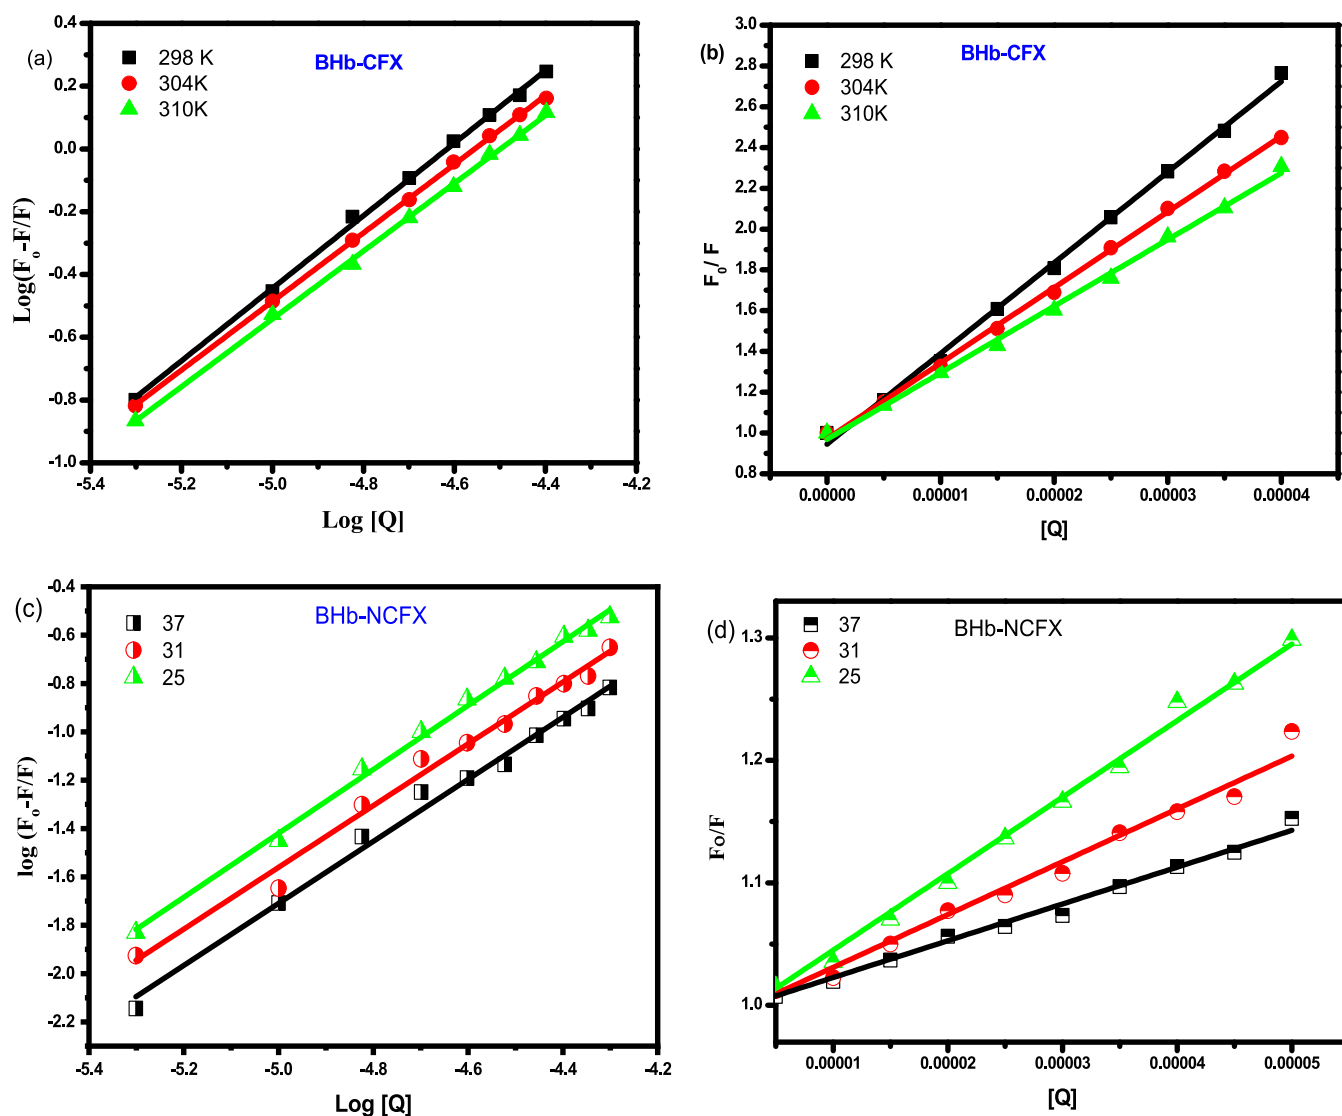 (a)
BHb-CFX
298 K
304K
310K
0.4
0.2
0.0
-0.2
-0.4
-0.6
-0.8
-1.0
Log(Fo -F/F)
-5.4 -5.2 -5.0 -4.8 -4.6 -4.4 -4.2
Log [Q]
(b)
BHb-CFX
298 K
304K
310K
3.0
2.8
2.6
2.4
2.2
2.0
1.8
1.6
1.4
1.2
1.0
0.8
F0/ F
0.00000 0.00001 0.00002 0.00003 0.00004
[Q]
(c)
BHb-NCFX
37
31
25
-0.4
-0.6
-0.8
-1.0
-1.2
-1.4
-1.6
-1.8
-2.0
-2.2
log (Fo-F/F)
-5.4 -5.2 -5.0 -4.8 -4.6 -4.4 -4.2
Log [Q]
(d)
BHb-NCFX
37
31
25
1.3
1.2
1.1
1.0
Fo/F
0.00001 0.00002 0.00003 0.00004 0.00005
[Q]